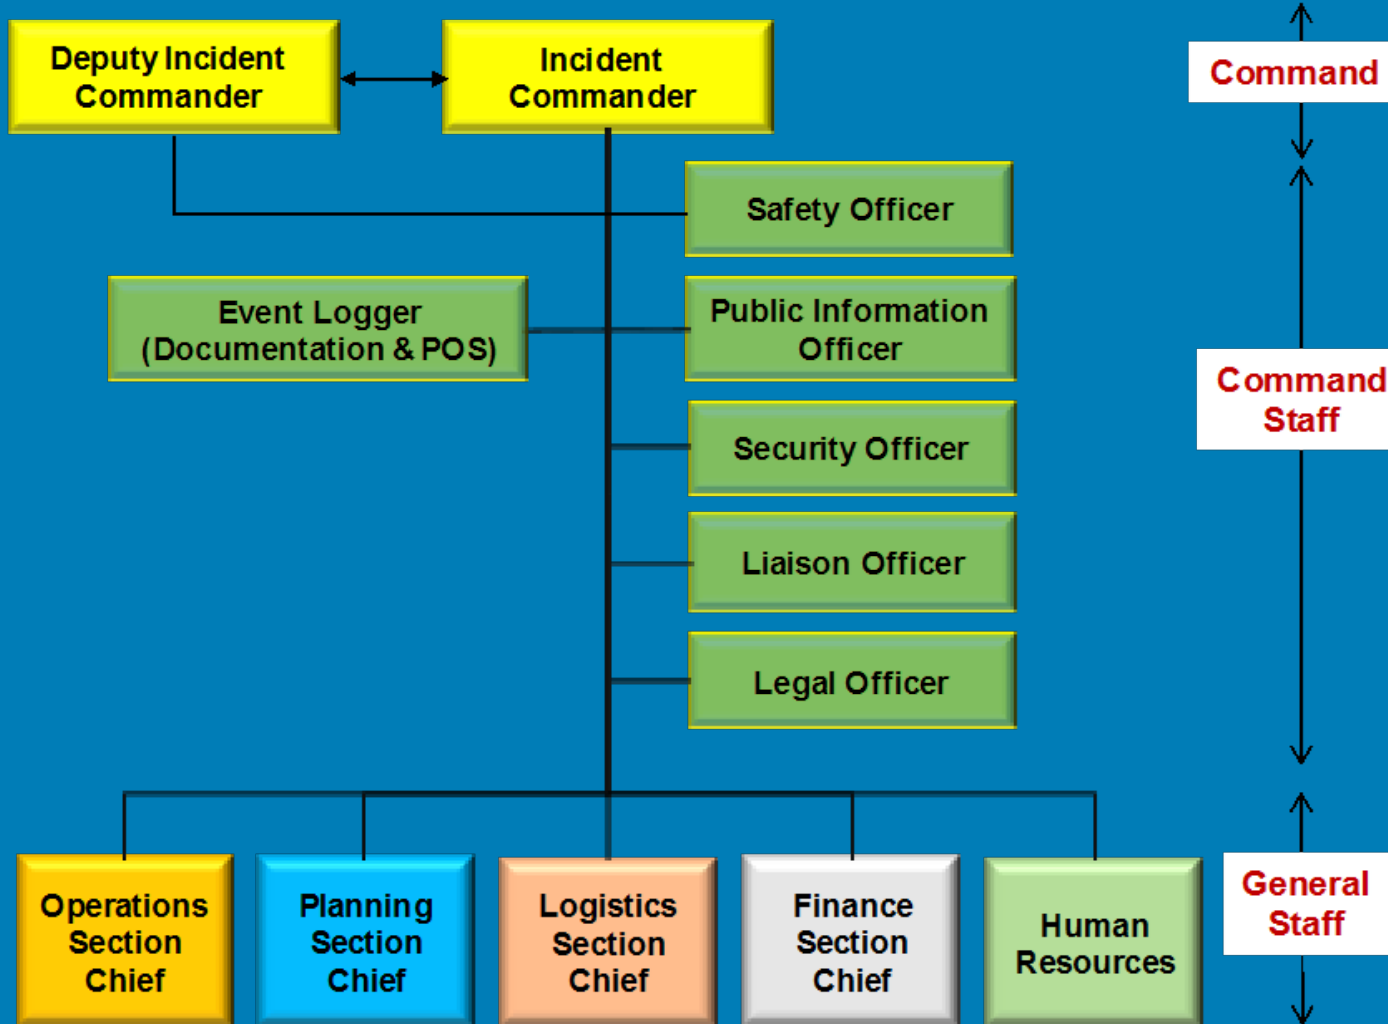 Deputy Incident
Commander
Incident
Commander
Command
Safety Officer
Event Logger
(Documentation & POS)
Public Information
Officer
Command
Staff
Security Officer
Liaison Officer
Legal Officer
Operations
Section
Chief
Planning
Section
Chief
Logistics
Section
Chief
Finance
Section
Chief
Human
Resources
General
Staff